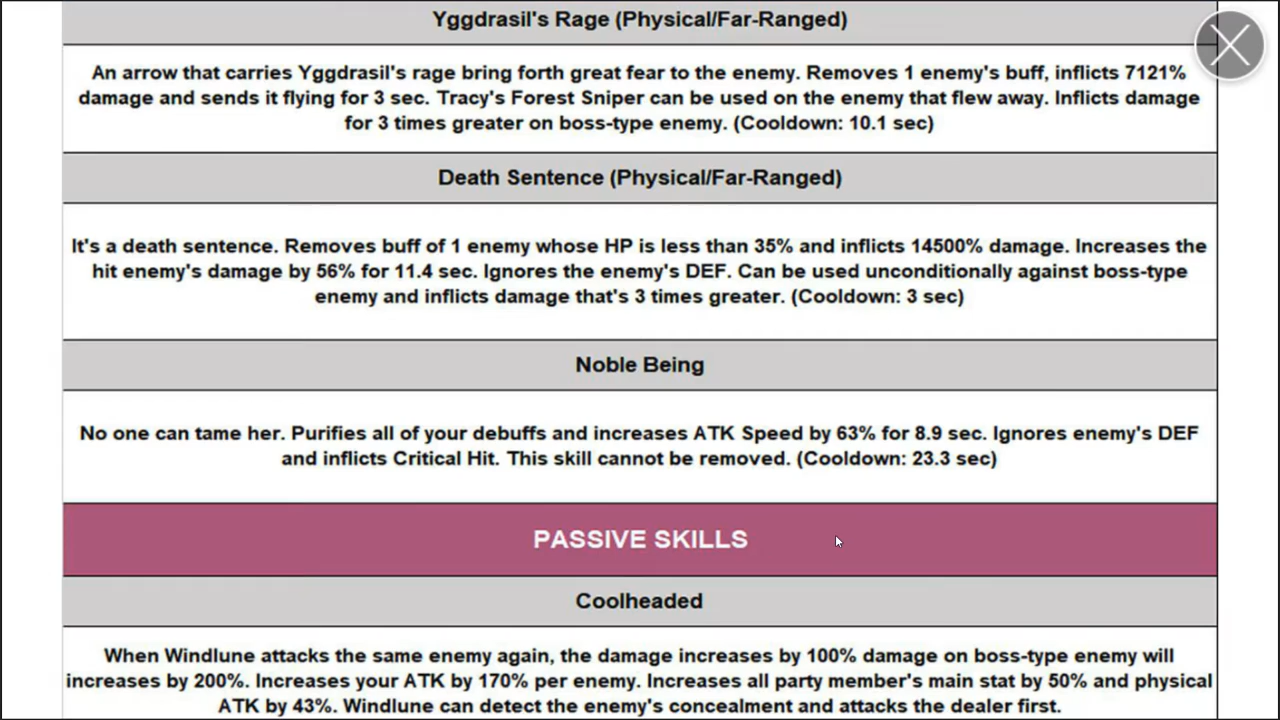 Yggdrasil's Rage (Physical/Far-Ranged)
An arrow that carries Yggdrasil's rage bring forth great fear to the enemy. Removes 1 enemy's buff, inflicts 7121%
damage and sends it flying for 3 sec. Tracy's Forest Sniper can be used on the enemy that flew away. Inflicts damage
for 3 times greater on boss-type enemy. (Cooldown: 10.1 sec)
Death Sentence (Physical/Far-Ranged)
It's a death sentence. Removes buff of 1 enemy whose HP is less than 35% and inflicts 14500% damage. Increases the
hit enemy's damage by 56% for 11.4 sec. Ignores the enemy's DEF. Can be used unconditionally against boss-type
enemy and inflicts damage that's 3 times greater. (Cooldown: 3 sec)
Noble Being
No one can tame her. Purifies all of your debuffs and increases ATK Speed by 63% for 8.9 sec. Ignores enemy's DEF
and inflicts Critical Hit. This skill cannot be removed. (Cooldown: 23.3 sec)
PASSIVE SKILLS
Coolheaded
When Windlune attacks the same enemy again, the damage increases by 100% damage on boss-type enemy will
increases by 200%. Increases your ATK by 170% per enemy. Increases all party member's main stat by 50% and physical
ATK by 43%. Windlune can detect the enemy's concealment and attacks the dealer first.